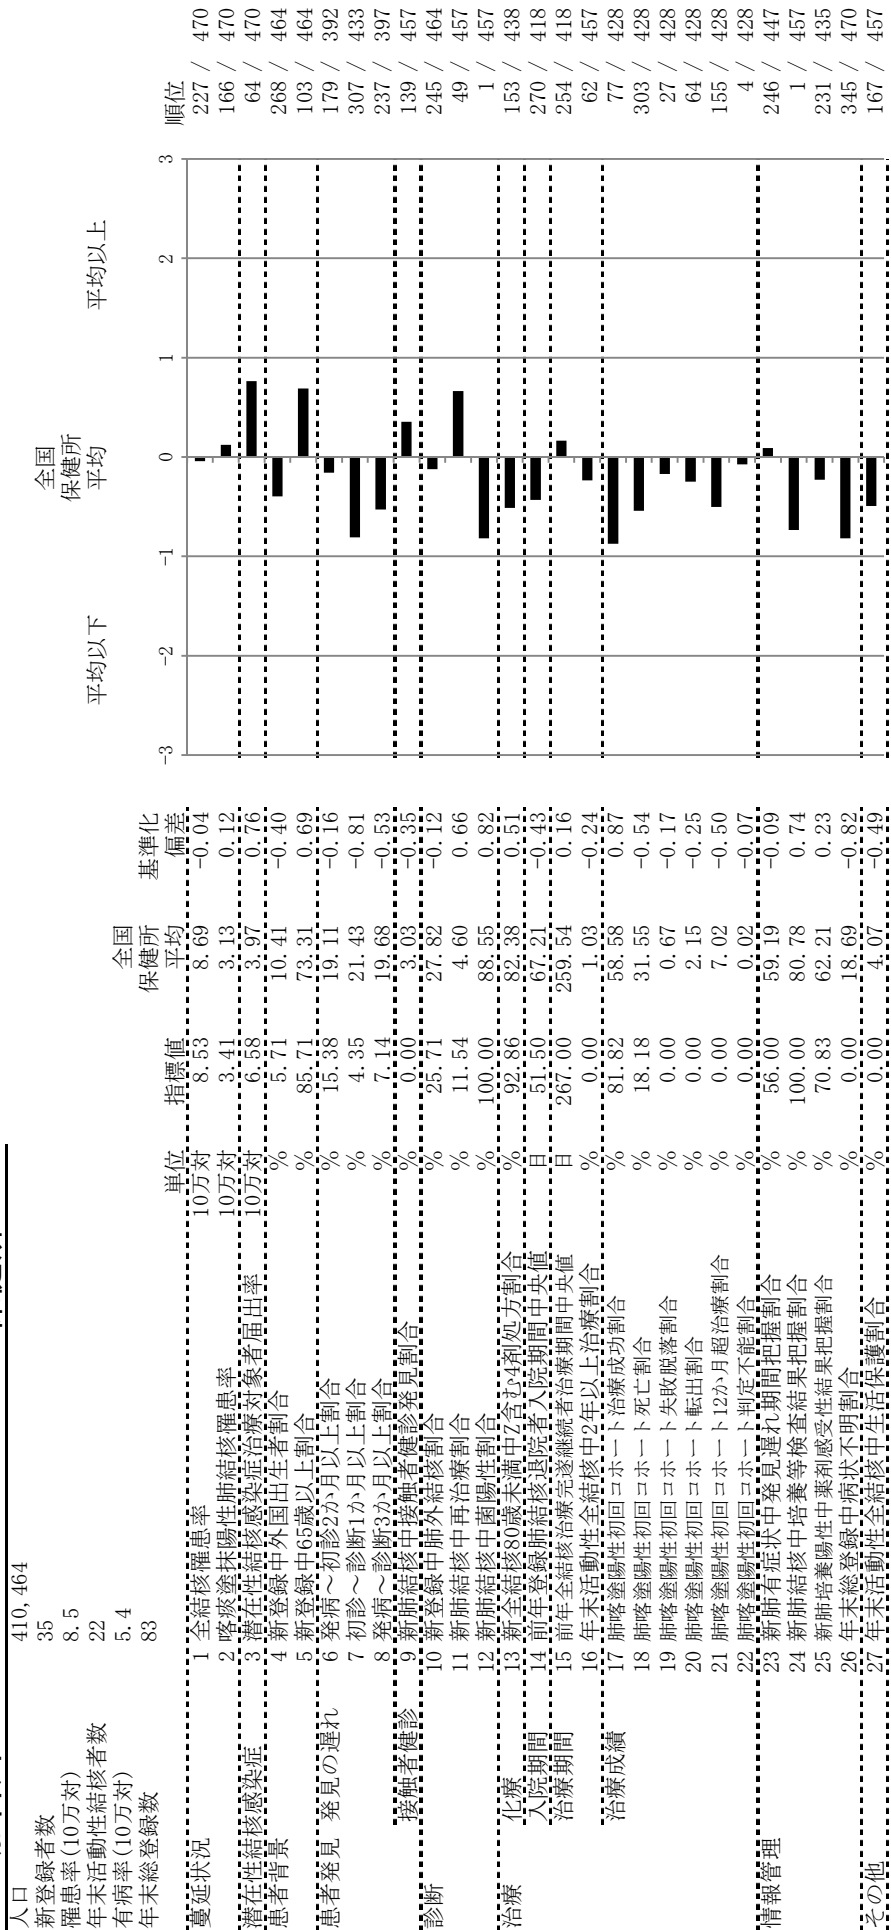 人口 410,464
新登録者数 35
罹患率(10万対) 8.5
年末活動性結核者数 22
有病率(10万対) 5.4
年末総登録数 83
単位 指標値 全国保健所平均 基準化偏差 平均以下 全国保健所平均 平均以上 順位
-3 -2 -1 0 1 2 3
蔓延状況 1 全結核罹患率 10万対 8.53 8.69 -0.04 227 / 470
2 喀痰塗抹陽性肺結核罹患率 10万対 3.41 3.13 0.12 166 / 470
潜在性結核感染症 3 潜在性結核感染症治療対象者届出率 10万対 6.58 3.97 0.76 64 / 470
患者背景 4 新登録中外国出生者割合 % 5.71 10.41 -0.40 268 / 464
5 新登録中65歳以上割合 % 85.71 73.31 0.69 103 / 464
患者発見 発見の遅れ 6 発病～初診2か月以上割合 % 15.38 19.11 -0.16 179 / 392
7 初診～診断1か月以上割合 % 4.35 21.43 -0.81 307 / 433
8 発病～診断3か月以上割合 % 7.14 19.68 -0.53 237 / 397
接触者健診 9 新肺結核中接触者健診発見割合 % 0.00 3.03 -0.35 139 / 457
診断 10 新登録中肺外結核割合 % 25.71 27.82 -0.12 245 / 464
11 新肺結核中再治療割合 % 11.54 4.60 0.66 49 / 457
12 新肺結核中菌陽性割合 % 100.00 88.55 0.82 1 / 457
治療 化療 13 新全結核80歳未満中Z含む4剤処方割合 % 92.86 82.38 0.51 153 / 438
入院期間 14 前年登録肺結核退院者入院期間中央値 日 51.50 67.21 -0.43 270 / 418
治療期間 15 前年全結核治療完遂継続者治療期間中央値 日 267.00 259.54 0.16 254 / 418
16 年末活動性全結核中2年以上治療割合 % 0.00 1.03 -0.24 62 / 457
治療成績 17 肺喀塗陽性初回コホート治療成功割合 % 81.82 58.58 0.87 77 / 428
18 肺喀塗陽性初回コホート死亡割合 % 18.18 31.55 -0.54 303 / 428
19 肺喀塗陽性初回コホート失敗脱落割合 % 0.00 0.67 -0.17 27 / 428
20 肺喀塗陽性初回コホート転出割合 % 0.00 2.15 -0.25 64 / 428
21 肺喀塗陽性初回コホート12か月超治療割合 % 0.00 7.02 -0.50 155 / 428
22 肺喀塗陽性初回コホート判定不能割合 % 0.00 0.02 -0.07 4 / 428
情報管理 23 新肺有症状中発見遅れ期間把握割合 % 56.00 59.19 -0.09 246 / 447
24 新肺結核中培養等検査結果把握割合 % 100.00 80.78 0.74 1 / 457
25 新肺培養陽性中薬剤感受性結果把握割合 % 70.83 62.21 0.23 231 / 435
26 年末総登録中病状不明割合 % 0.00 18.69 -0.82 345 / 470
その他 27 年末活動性全結核中生活保護割合 % 0.00 4.07 -0.49 167 / 457